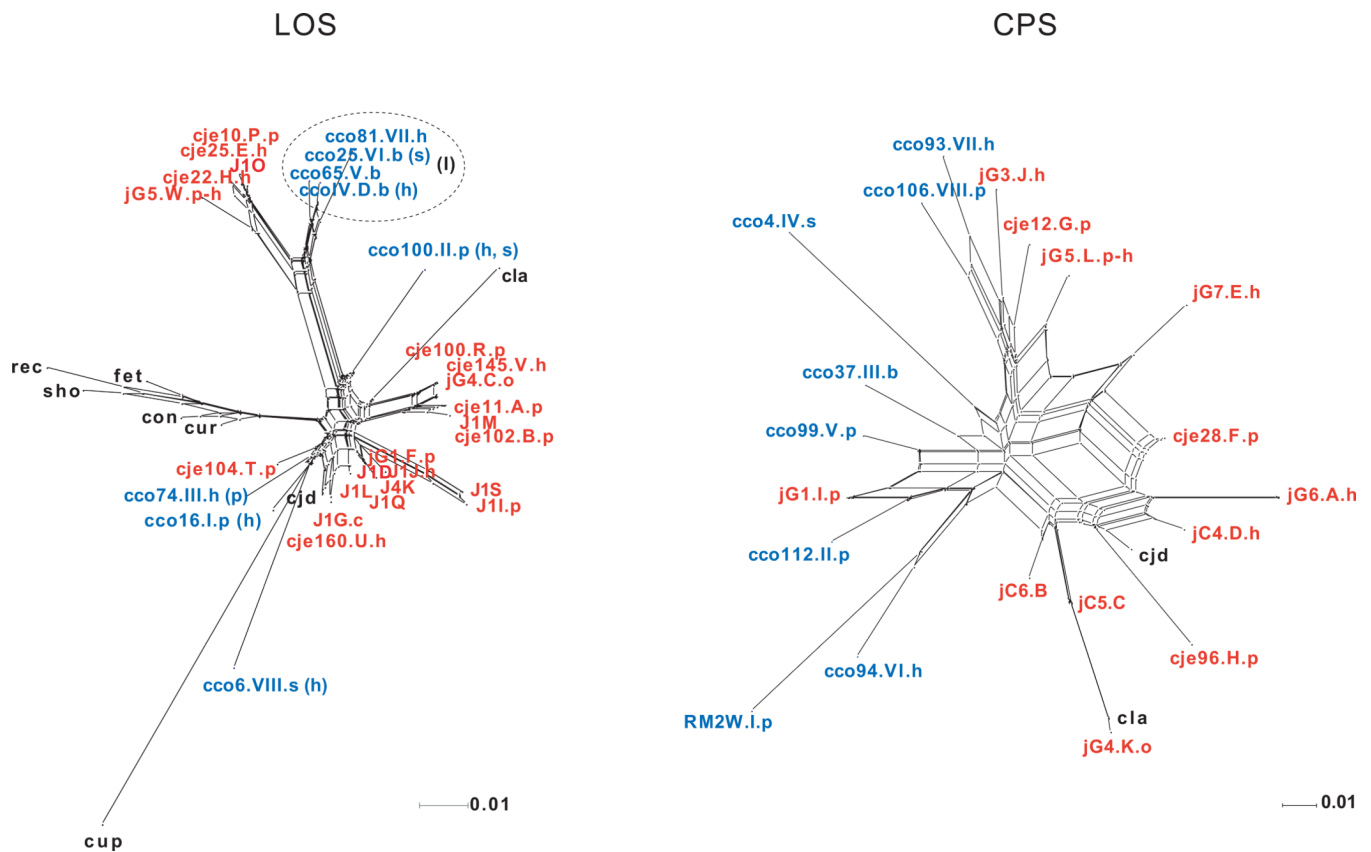 LOS
cje10.P.p
cje25.E.h
J1O
cje22.H.h
jG5.W.p-h
cco81.VII.h
cco25.VI.b (s)
cco65.V.b
(l)
ccoIV.D.b (h)
cco100.II.p (h, s)
cla
cje100.R.p
cje145.V.h
jG4.C.o
cje11.A.p
J1M
cje102.B.p
rec
fet
sho
con
cur
cje104.T.p
jG1.F.p
J1D
J1J.h
cco74.III.h (p)
cjd
J1L
J4K
J1Q
J1S
J1I.p
cco16.I.p (h)
J1G.c
cje160.U.h
cco6.VIII.s (h)
cup
0.01
CPS
cco93.VII.h
jG3.J.h
cco106.VIII.p
cje12.G.p
cco4.IV.s
jG5.L.p-h
jG7.E.h
cco37.III.b
cco99.V.p
cje28.F.p
jG1.I.p
jG6.A.h
cco112.II.p
jC4.D.h
cjd
jC6.B
jC5.C
cje96.H.p
cco94.VI.h
RM2W.I.p
cla
jG4.K.o
0.01